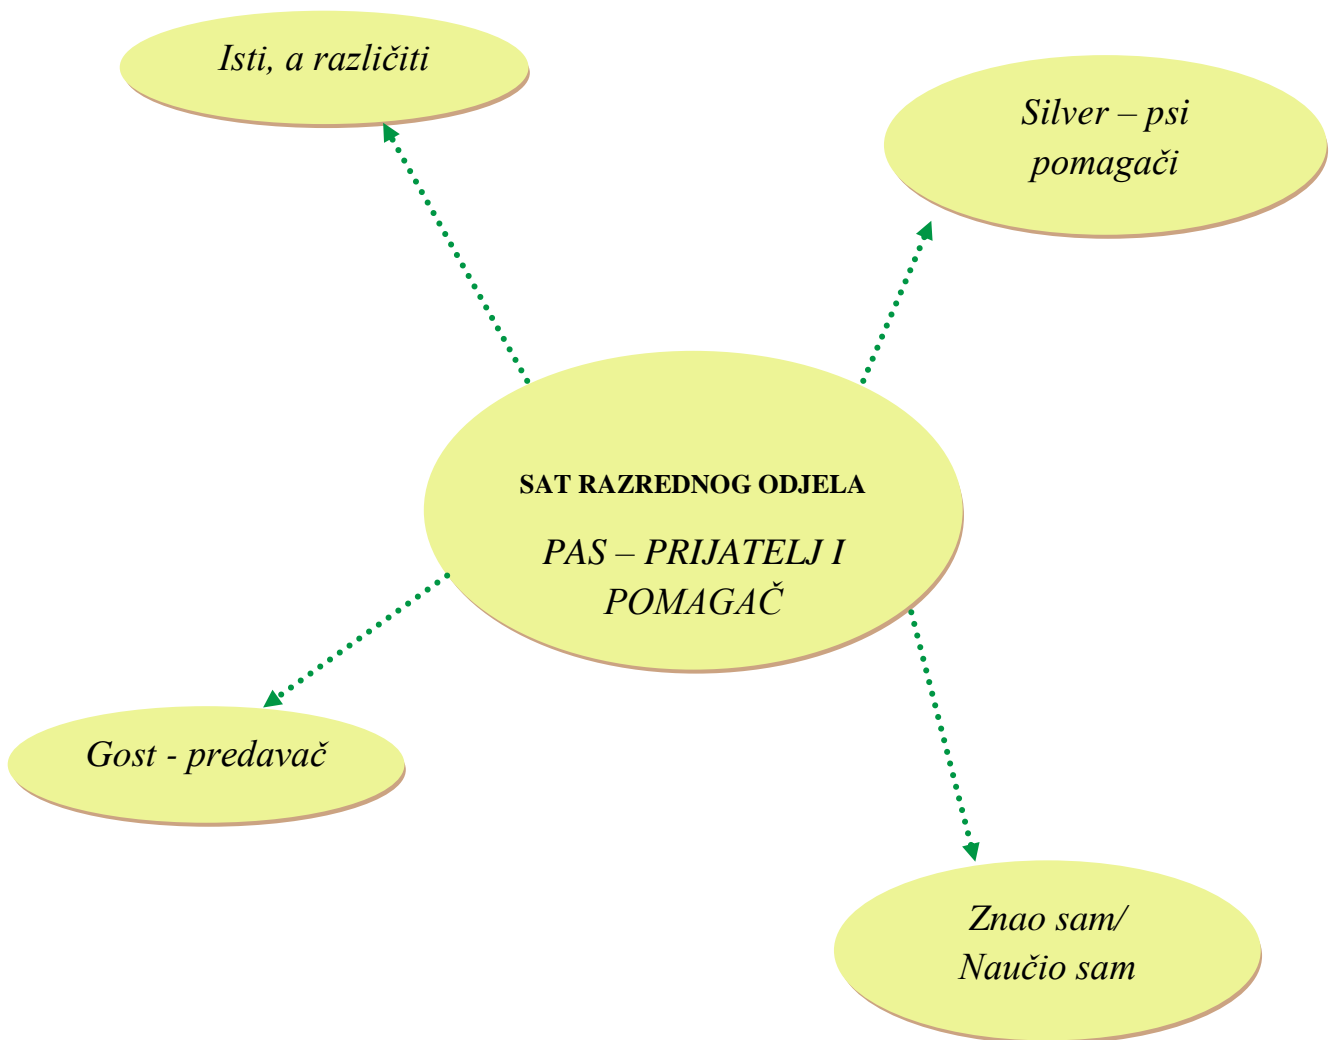 Isti, a različiti
Silver – psi
pomagači
SAT RAZREDNOG ODJELA
PAS – PRIJATELJ I
POMAGAČ
Gost - predavač
Znao sam/
Naučio sam